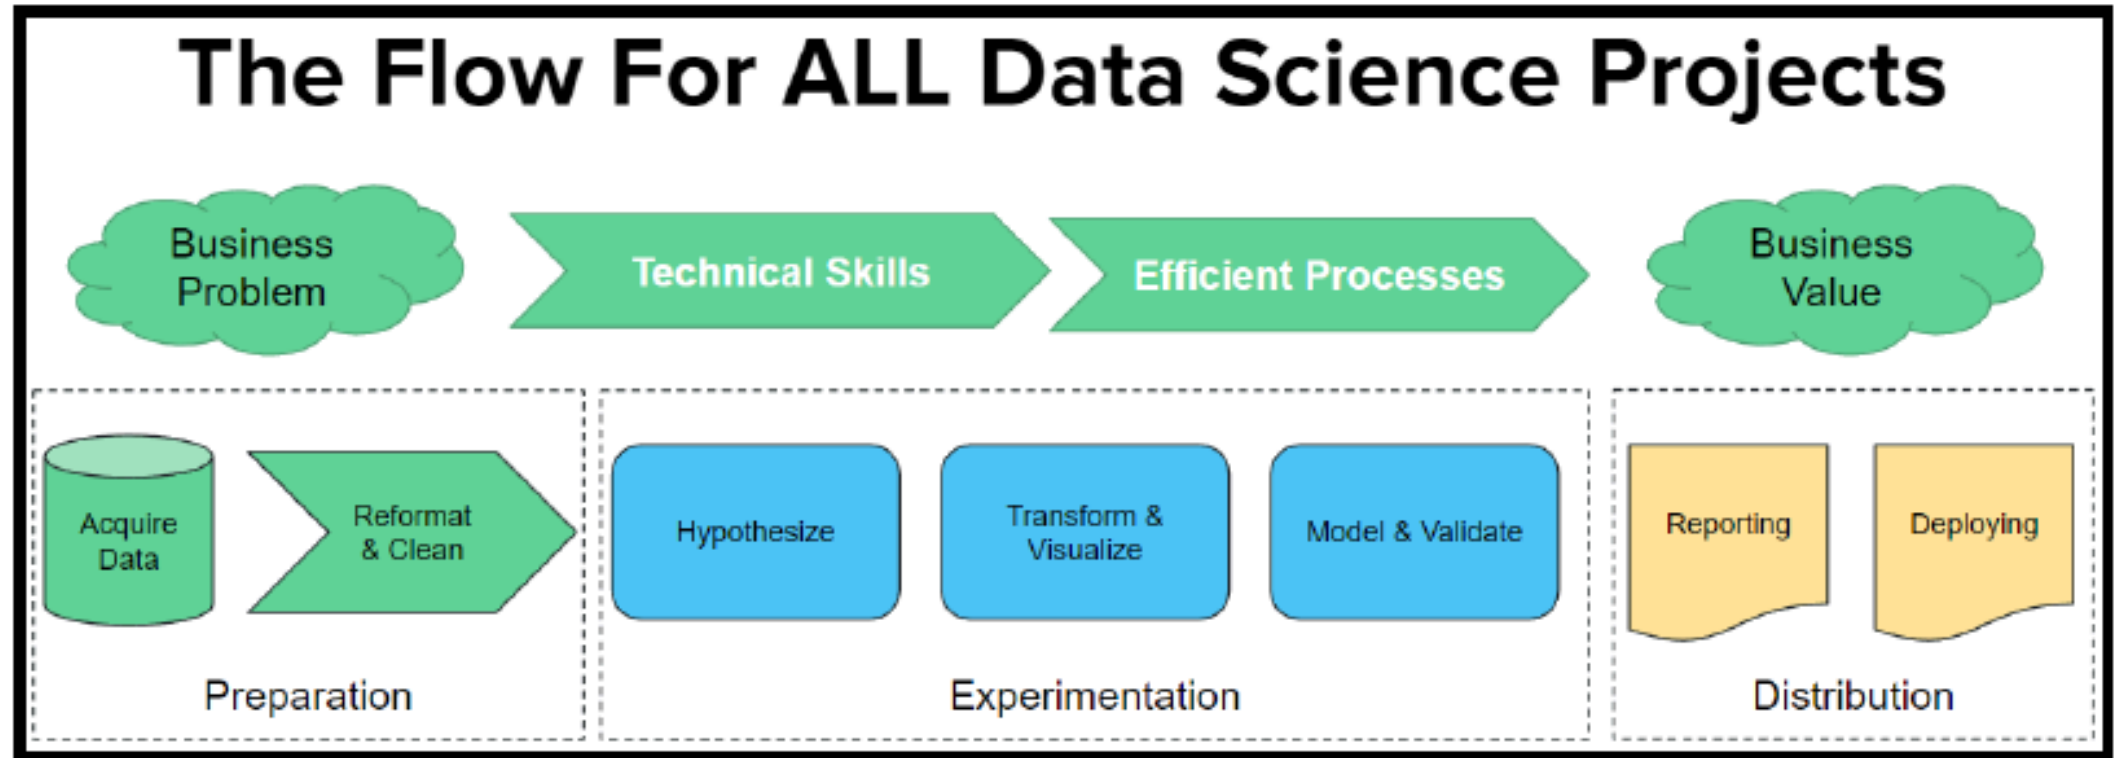 The Flow For ALL Data Science Projects
Business
Problem
Technical Skills
Efficient Processes
Business
Value
Acquire
Data
Reformat
& Clean
Hypothesize
Transform &
Visualize
Model & Validate
Reporting
Deploying
Preparation
Experimentation
Distribution